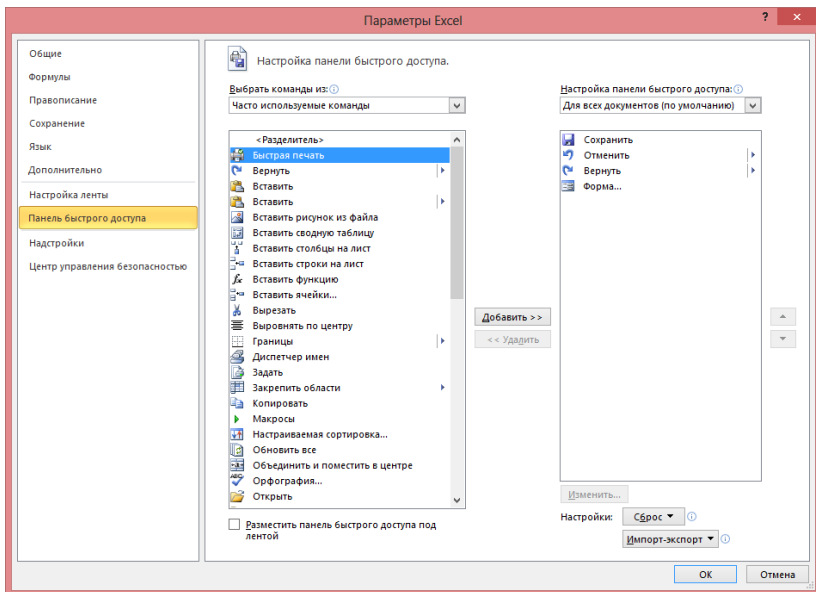 Параметры Excel
Общие
Формулы
Правописание
Сохранение
Язык
Дополнительно
Настройка ленты
Панель быстрого доступа
Надстройки
Центр управления безопасностью
Настройка панели быстрого доступа.
Выбрать команды из:
Часто используемые команды
<Разделитель>
Быстрая печать
Вернуть
Вставить
Вставить
Вставить рисунок из файла
Вставить сводную таблицу
Вставить столбцы на лист
Вставить строки на лист
Вставить функцию
Вставить ячейки...
Вырезать
Выровнять по центру
Границы
Диспетчер имен
Задать
Закрепить области
Копировать
Макросы
Настраиваемая сортировка...
Обновить все
Объединить и поместить в центре
Орфография...
Открыть
Разместить панель быстрого доступа под
лентой
Добавить >>
<< Удалить
Настройка панели быстрого доступа:
Для всех документов (по умолчанию)
Сохранить
Отменить
Вернуть
Форма...
Изменить...
Настройки: Сброс
Импорт-экспорт
ОК
Отмена